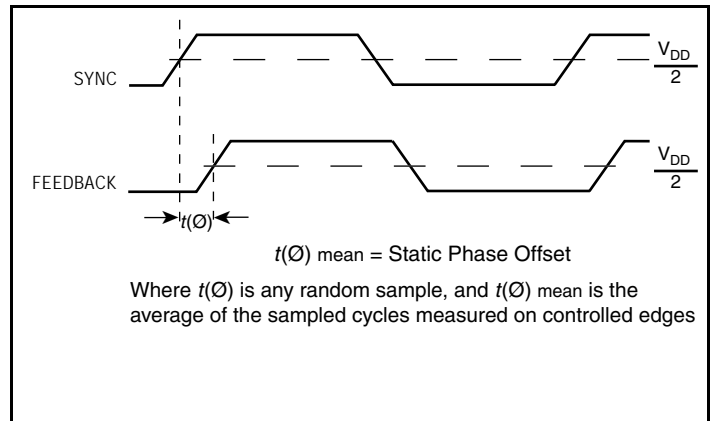 SYNC
V_DD
2
FEEDBACK
V_DD
2
t(Ø)
t(Ø) mean = Static Phase Offset
Where t(Ø) is any random sample, and t(Ø) mean is the
average of the sampled cycles measured on controlled edges